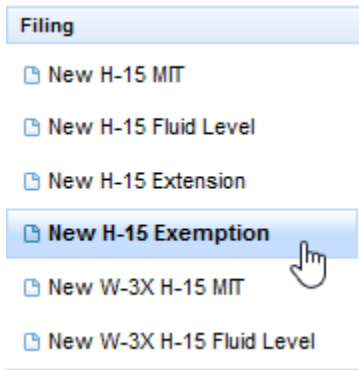 Filing
New H-15 MIT
New H-15 Fluid Level
New H-15 Extension
New H-15 Exemption
New W-3X H-15 MIT
New W-3X H-15 Fluid Level